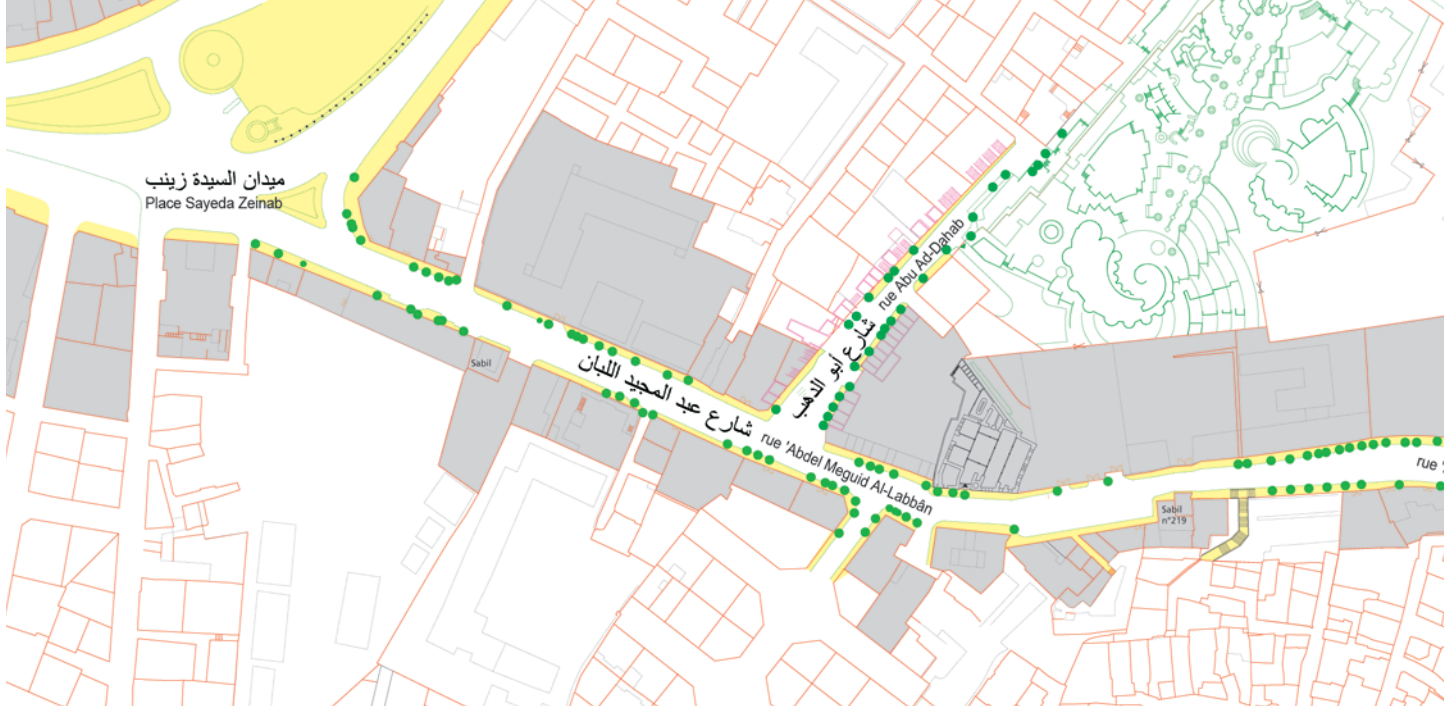 ميدان السيدة زينب
Place Sayeda Zeinab
rue Abu Ad-Dahab
شارع أبو الدهب
Sabil
شارع عبد المجيد اللبان
rue 'Abdel Meguid Al-Labbân
rue '
Sabil
n°219